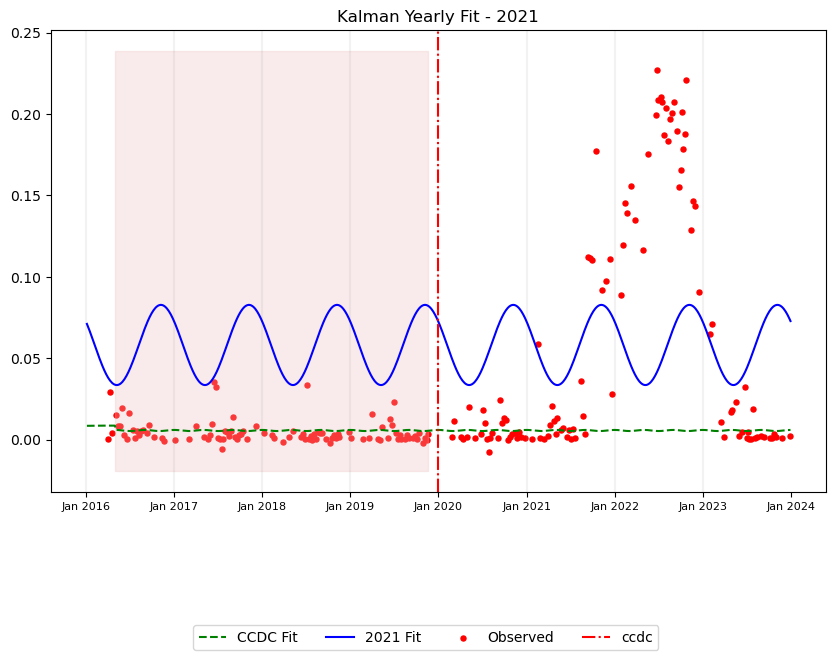 Kalman Yearly Fit - 2021
0.25
0.20
0.15
0.10
0.05
0.00
Jan 2016 Jan 2017 Jan 2018 Jan 2019 Jan 2020 Jan 2021 Jan 2022 Jan 2023 Jan 2024
CCDC Fit 2021 Fit Observed ccdc